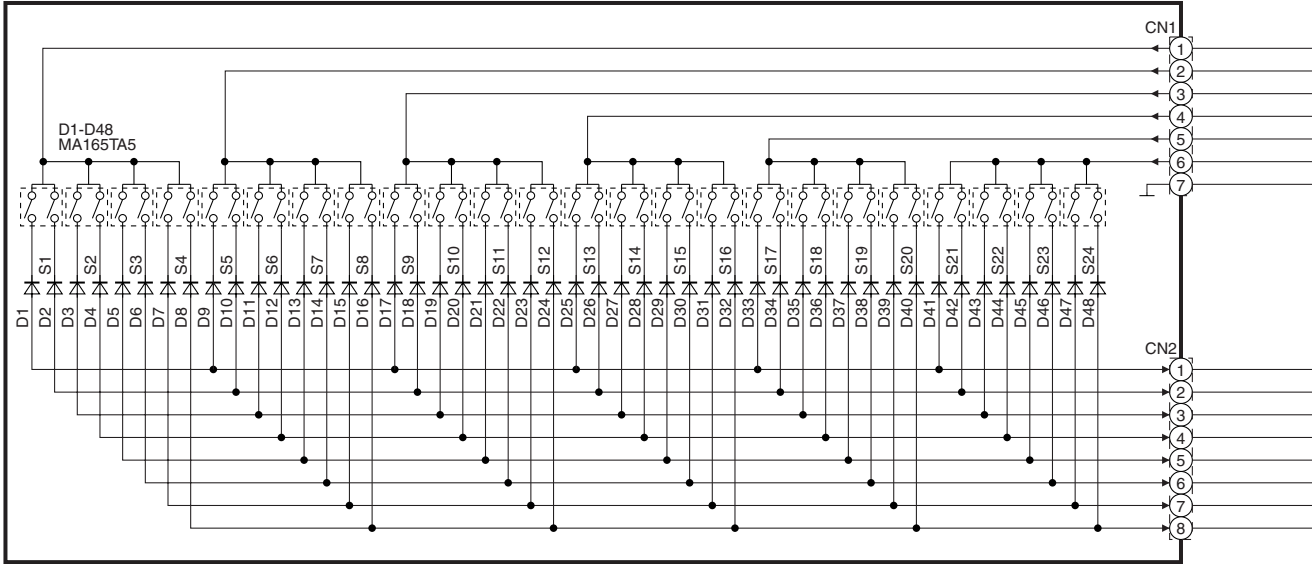 CN1
1
2
3
4
5
6
7
D1-D48
MA165TA5
S1
S2
S3
S4
S5
S6
S7
S8
S9
S10
S11
S12
S13
S14
S15
S16
S17
S18
S19
S20
S21
S22
S23
S24
D1
D2
D3
D4
D5
D6
D7
D8
D9
D10
D11
D12
D13
D14
D15
D16
D17
D18
D19
D20
D21
D22
D23
D24
D25
D26
D27
D28
D29
D30
D31
D32
D33
D34
D35
D36
D37
D38
D39
D40
D41
D42
D43
D44
D45
D46
D47
D48
CN2
1
2
3
4
5
6
7
8